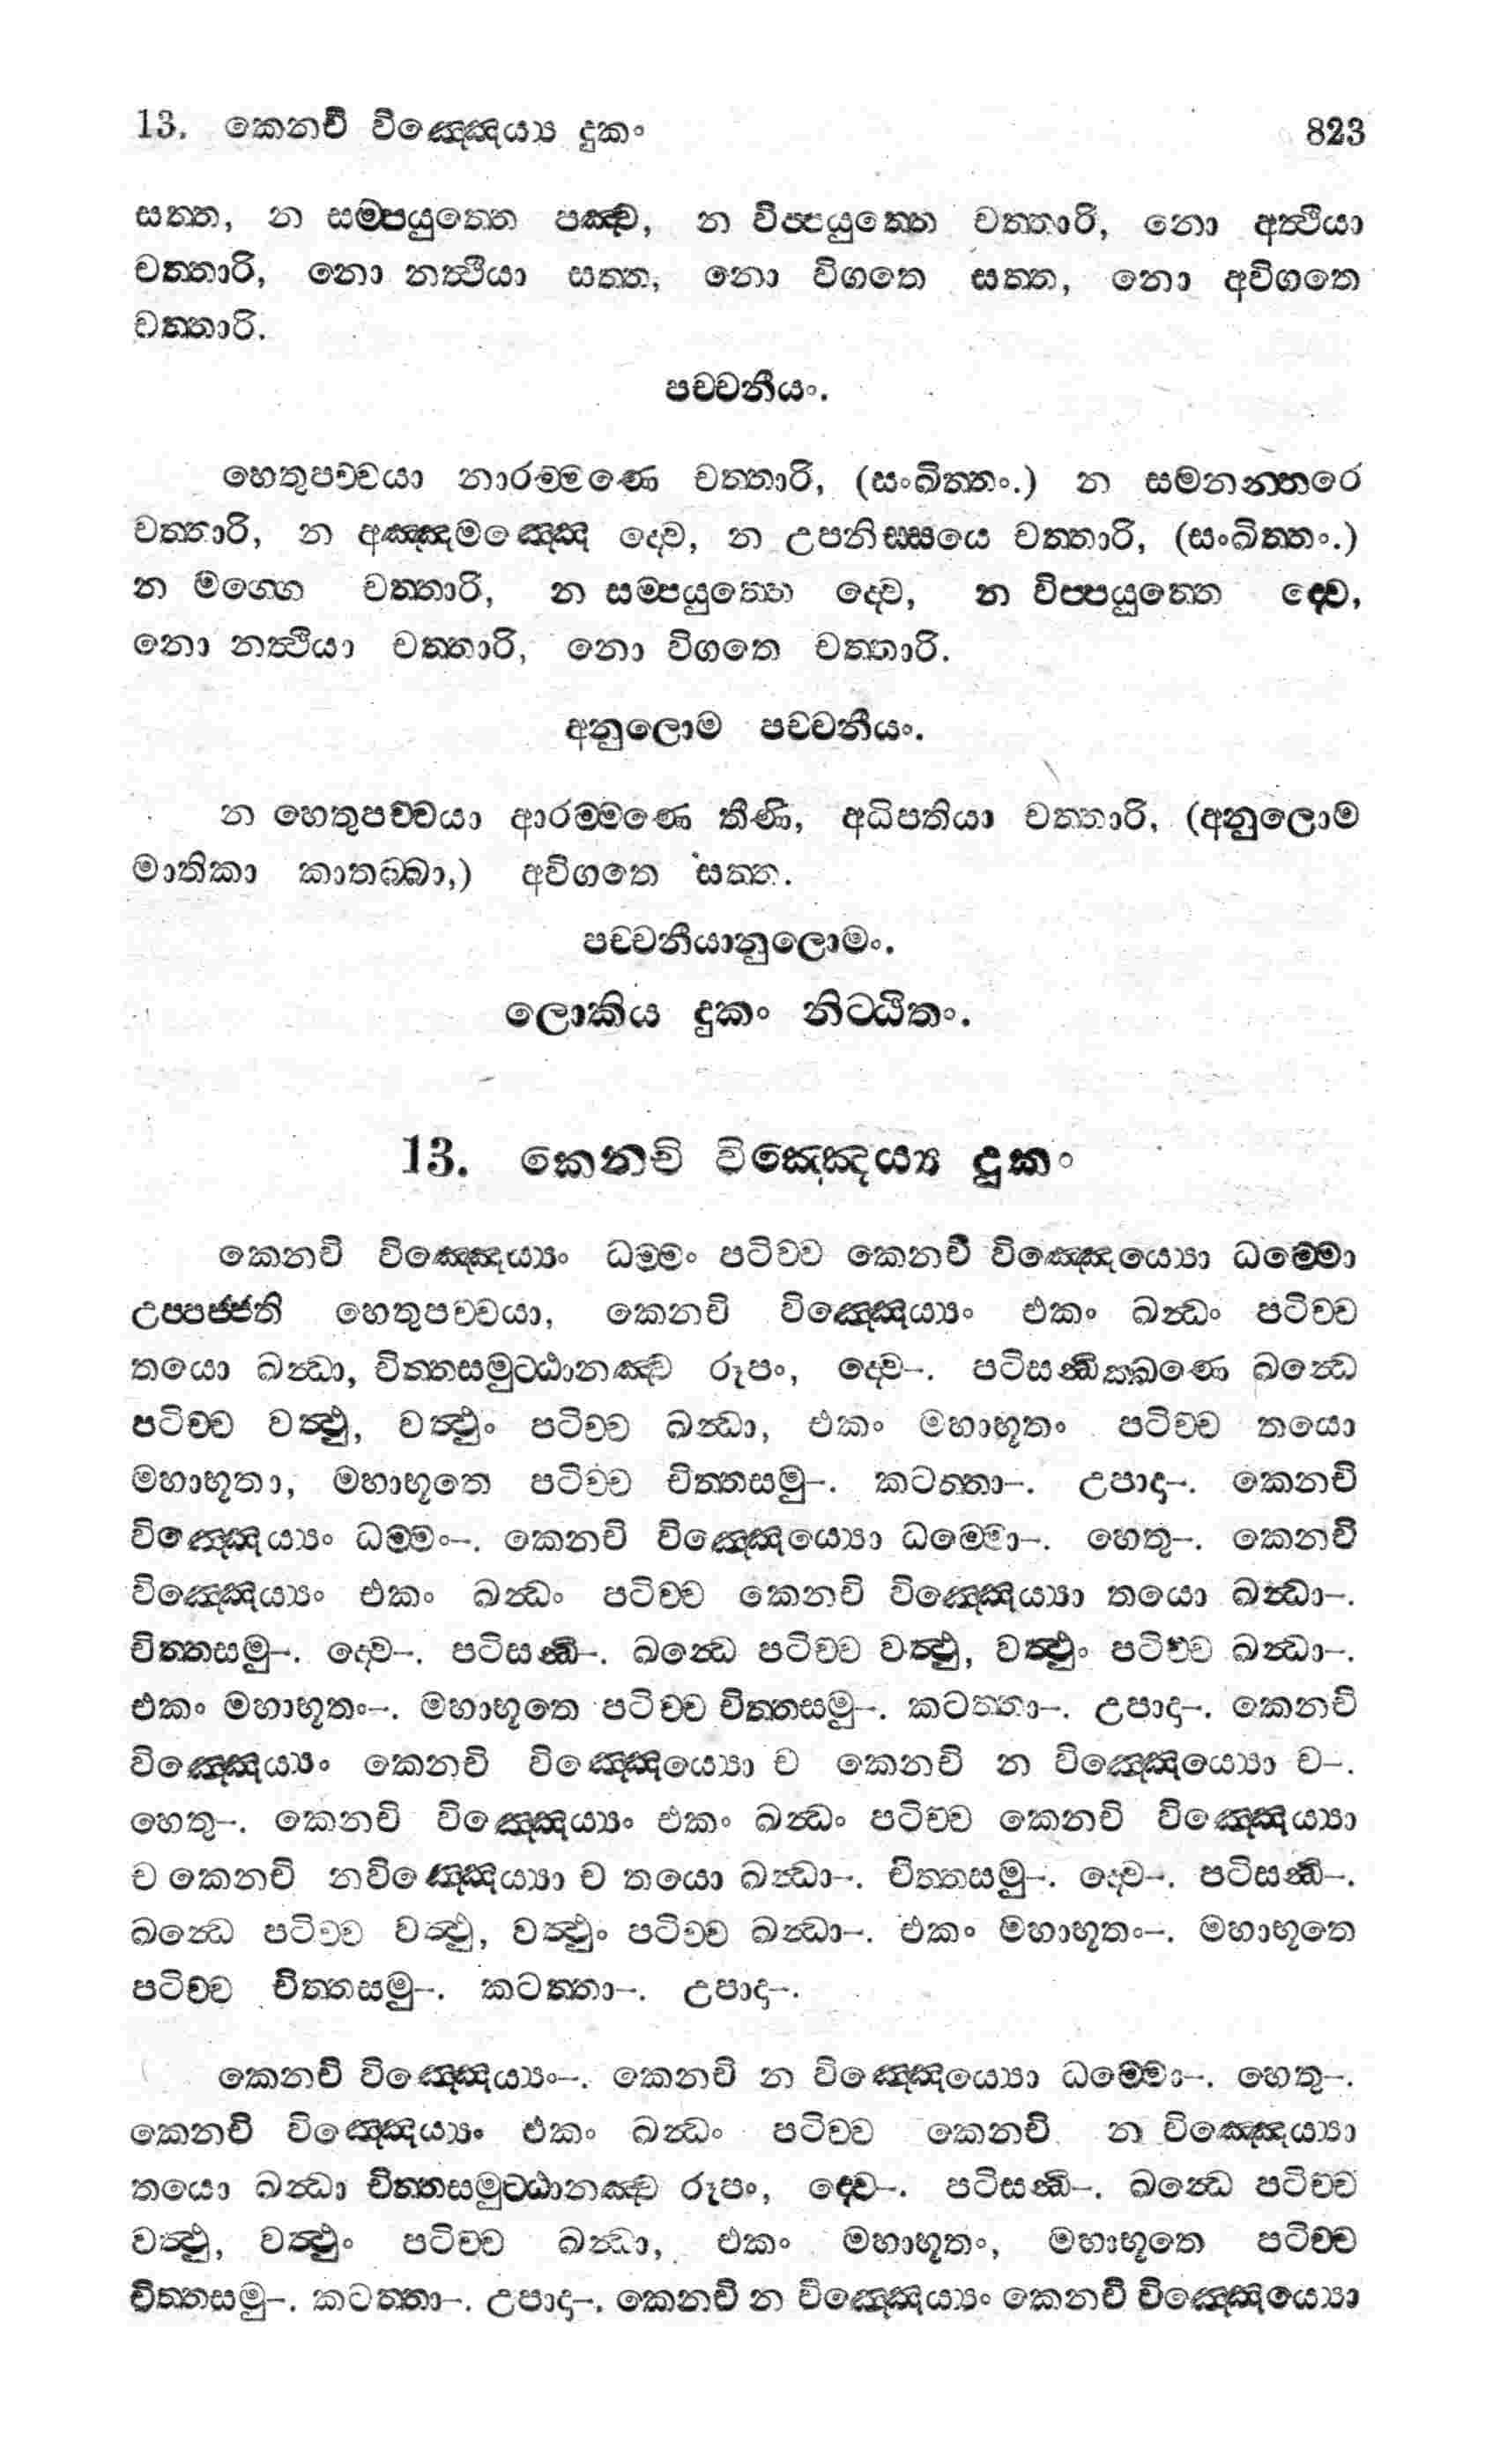 13. කෙනචි විඤ්ඤෙය්‍ය දුකං 823
සත්ත, න සම්පයුත්තෙ පඤ්ච, න විප්පයුත්තෙ චත්තාරි, නො අත්ථියා
චත්තාරි, නො නත්ථියා සත්ත, නො විගතෙ සත්ත, නො අවිගතෙ
චත්තාරි.
පච්චනීයං.
හෙතුපච්චයා නාරම්මණෙ චත්තාරි, (සංඛිත්තං.) න සමනන්තරෙ
චත්තාරි, න අඤ්ඤමඤ්ඤෙ ද්වෙ, න උපනිස්සයෙ චත්තාරි, (සංඛිත්තං.)
න මග්ගෙ චත්තාරි, න සම්පයුත්තෙ ද්වෙ, න විප්පයුත්තෙ ද්වෙ,
නො නත්ථියා චත්තාරි, නො විගතෙ චත්තාරි.
අනුලොම පච්චනීයං.
න හෙතුපච්චයා ආරම්මණෙ තීණි, අධිපතියා චත්තාරි, (අනුලොම
මාතිකා කාතබ්බා,) අවිගතෙ සත්ත.
පච්චනීයානුලොමං.
ලොකිය දුකං නිට්ඨිතං.
13. කෙනචි විඤ්ඤෙය්‍ය දුකං
කෙනචි විඤ්ඤෙය්‍යං ධම්මං පටිච්ච කෙනචි විඤ්ඤෙය්‍යො ධම්මො
උප්පජ්ජති හෙතුපච්චයා, කෙනචි විඤ්ඤෙය්‍යං එකං ඛන්ධං පටිච්ච
තයො ඛන්ධා, චිත්තසමුට්ඨානඤ්ච රූපං, ද්වෙ-. පටිසන්ධික්ඛණෙ ඛන්ධෙ
පටිච්ච වත්ථු, වත්ථුං පටිච්ච ඛන්ධා, එකං මහාභූතං පටිච්ච තයො
මහාභූතා, මහාභූතෙ පටිච්ච චිත්තසමු-. කටත්තා-. උපාදා-. කෙනචි
විඤ්ඤෙය්‍යං ධම්මං-. කෙනචි විඤ්ඤෙය්‍යො ධම්මො-. හෙතු-. කෙනචි
විඤ්ඤෙය්‍යං එකං ඛන්ධං පටිච්ච කෙනචි විඤ්ඤෙය්‍යා තයො ඛන්ධා-.
චිත්තසමු-. ද්වෙ-. පටිසන්ධි-. ඛන්ධෙ පටිච්ච වත්ථු, වත්ථුං පටිච්ච ඛන්ධා-.
එකං මහාභූතං-. මහාභූතෙ පටිච්ච චිත්තසමු-. කටත්තා-. උපාදා-. කෙනචි
විඤ්ඤෙය්‍යං කෙනචි විඤ්ඤෙය්‍යො ච කෙනචි න විඤ්ඤෙය්‍යො ච-.
හෙතු-. කෙනචි විඤ්ඤෙය්‍යං එකං ඛන්ධං පටිච්ච කෙනචි විඤ්ඤෙය්‍යා
ච කෙනචි නවිඤ්ඤෙය්‍යා ච තයො ඛන්ධා-. චිත්තසමු-. ද්වෙ-. පටිසන්ධි-.
ඛන්ධෙ පටිච්ච වත්ථු, වත්ථුං පටිච්ච ඛන්ධා-. එකං මහාභූතං-. මහාභූතෙ
පටිච්ච චිත්තසමු-. කටත්තා-. උපාදා-.
කෙනචි විඤ්ඤෙය්‍යං-. කෙනචි න විඤ්ඤෙය්‍යො ධම්මො-. හෙතු-.
කෙනචි විඤ්ඤෙය්‍යං එකං ඛන්ධං පටිච්ච කෙනචි න විඤ්ඤෙය්‍යා
තයො ඛන්ධා චිත්තසමුට්ඨානඤ්ච රූපං, ද්වෙ-. පටිසන්ධි-. ඛන්ධෙ පටිච්ච
වත්ථු, වත්ථුං පටිච්ච ඛන්ධා, එකං මහාභූතං, මහාභූතෙ පටිච්ච
චිත්තසමු-. කටත්තා-. උපාදා-. කෙනචි න විඤ්ඤෙය්‍යං කෙනචි විඤ්ඤෙය්‍යො